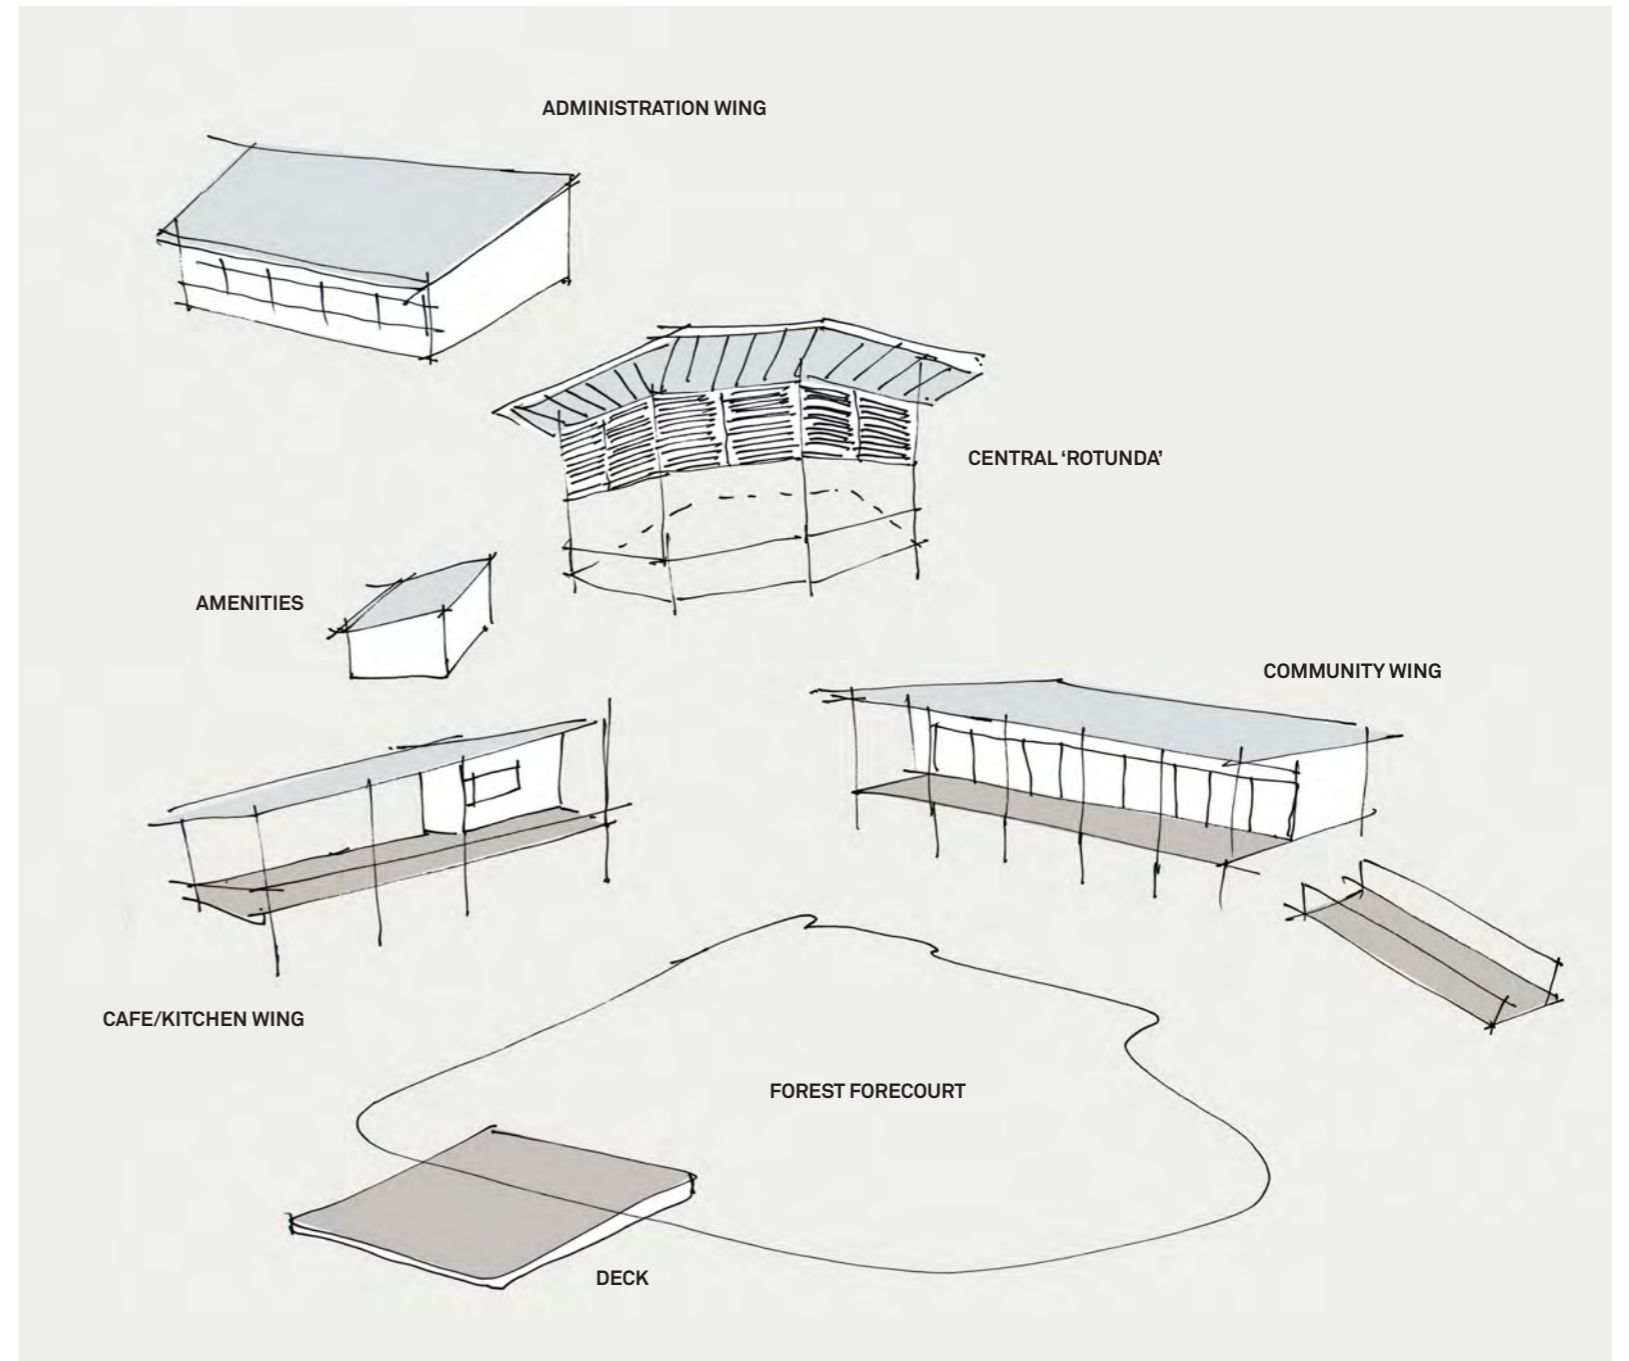 ADMINISTRATION WING
CENTRAL ‘ROTUNDA’
AMENITIES
COMMUNITY WING
CAFE/KITCHEN WING
FOREST FORECOURT
DECK